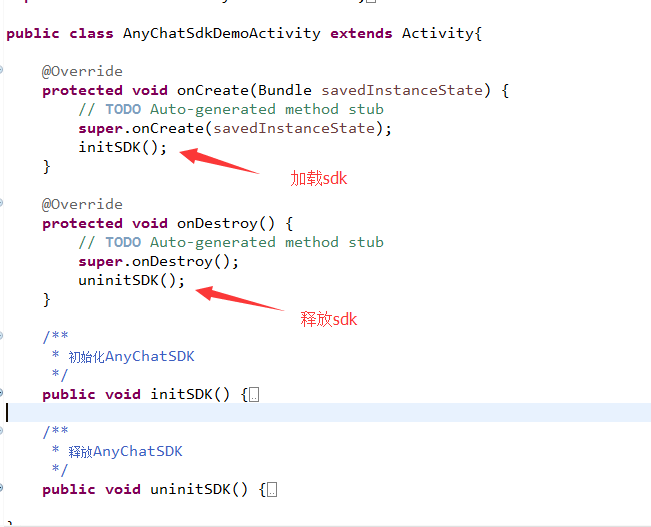 public class AnyChatSdkDemoActivity extends Activity{
@Override
protected void onCreate(Bundle savedInstanceState) {
// TODO Auto-generated method stub
super.onCreate(savedInstanceState);
initSDK();
加载sdk
}
@Override
protected void onDestroy() {
// TODO Auto-generated method stub
super.onDestroy();
uninitSDK();
释放sdk
}
/**
* 初始化AnyChatSDK
*/
public void initSDK() {..
/**
* 释放AnyChatSDK
*/
public void uninitSDK() {..